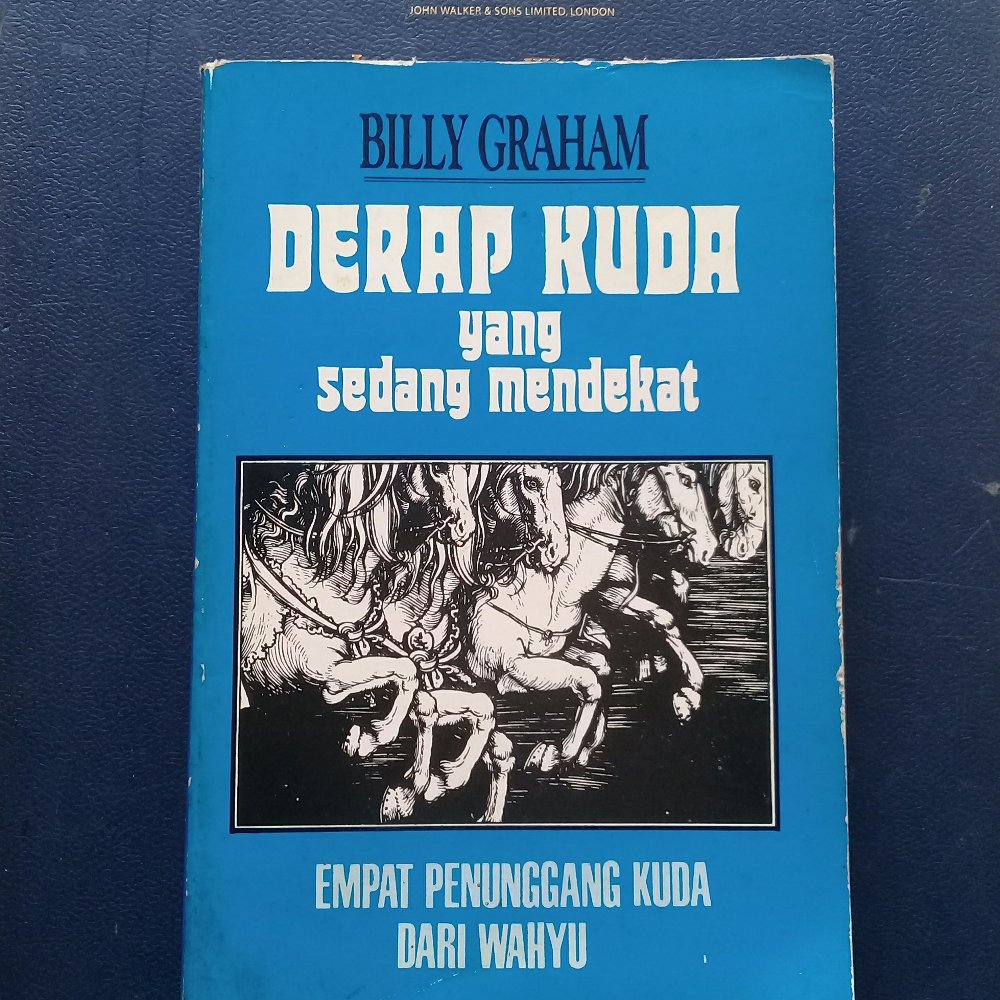 JOHN WALKER & SONS LIMITED, LONDON
BILLY GRAHAM
DERAP KUDA
yang
sedang mendekat
EMPAT PENUNGGANG KUDA
DARI WAHYU